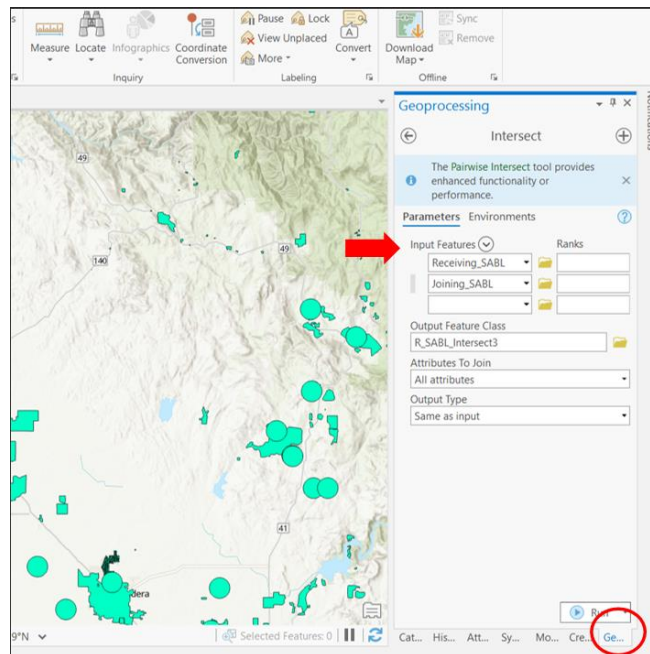 s
Measure
Locate
Infographics
Coordinate
Conversion
Inquiry
Pause
Lock
View Unplaced
More
Convert
Labeling
Download
Map
Sync
Remove
Offline
49
140
49
41
dera
9°N
Selected Features: 0
Geoprocessing
Intersect
The Pairwise Intersect tool provides
enhanced functionality or
performance.
Parameters Environments
Input Features
Ranks
Receiving_SABL
Joining_SABL
Output Feature Class
R_SABL_Intersect3
Attributes To Join
All attributes
Output Type
Same as input
Cat... His... Att... Sy... Mo... Cre... Ge...
Notifications